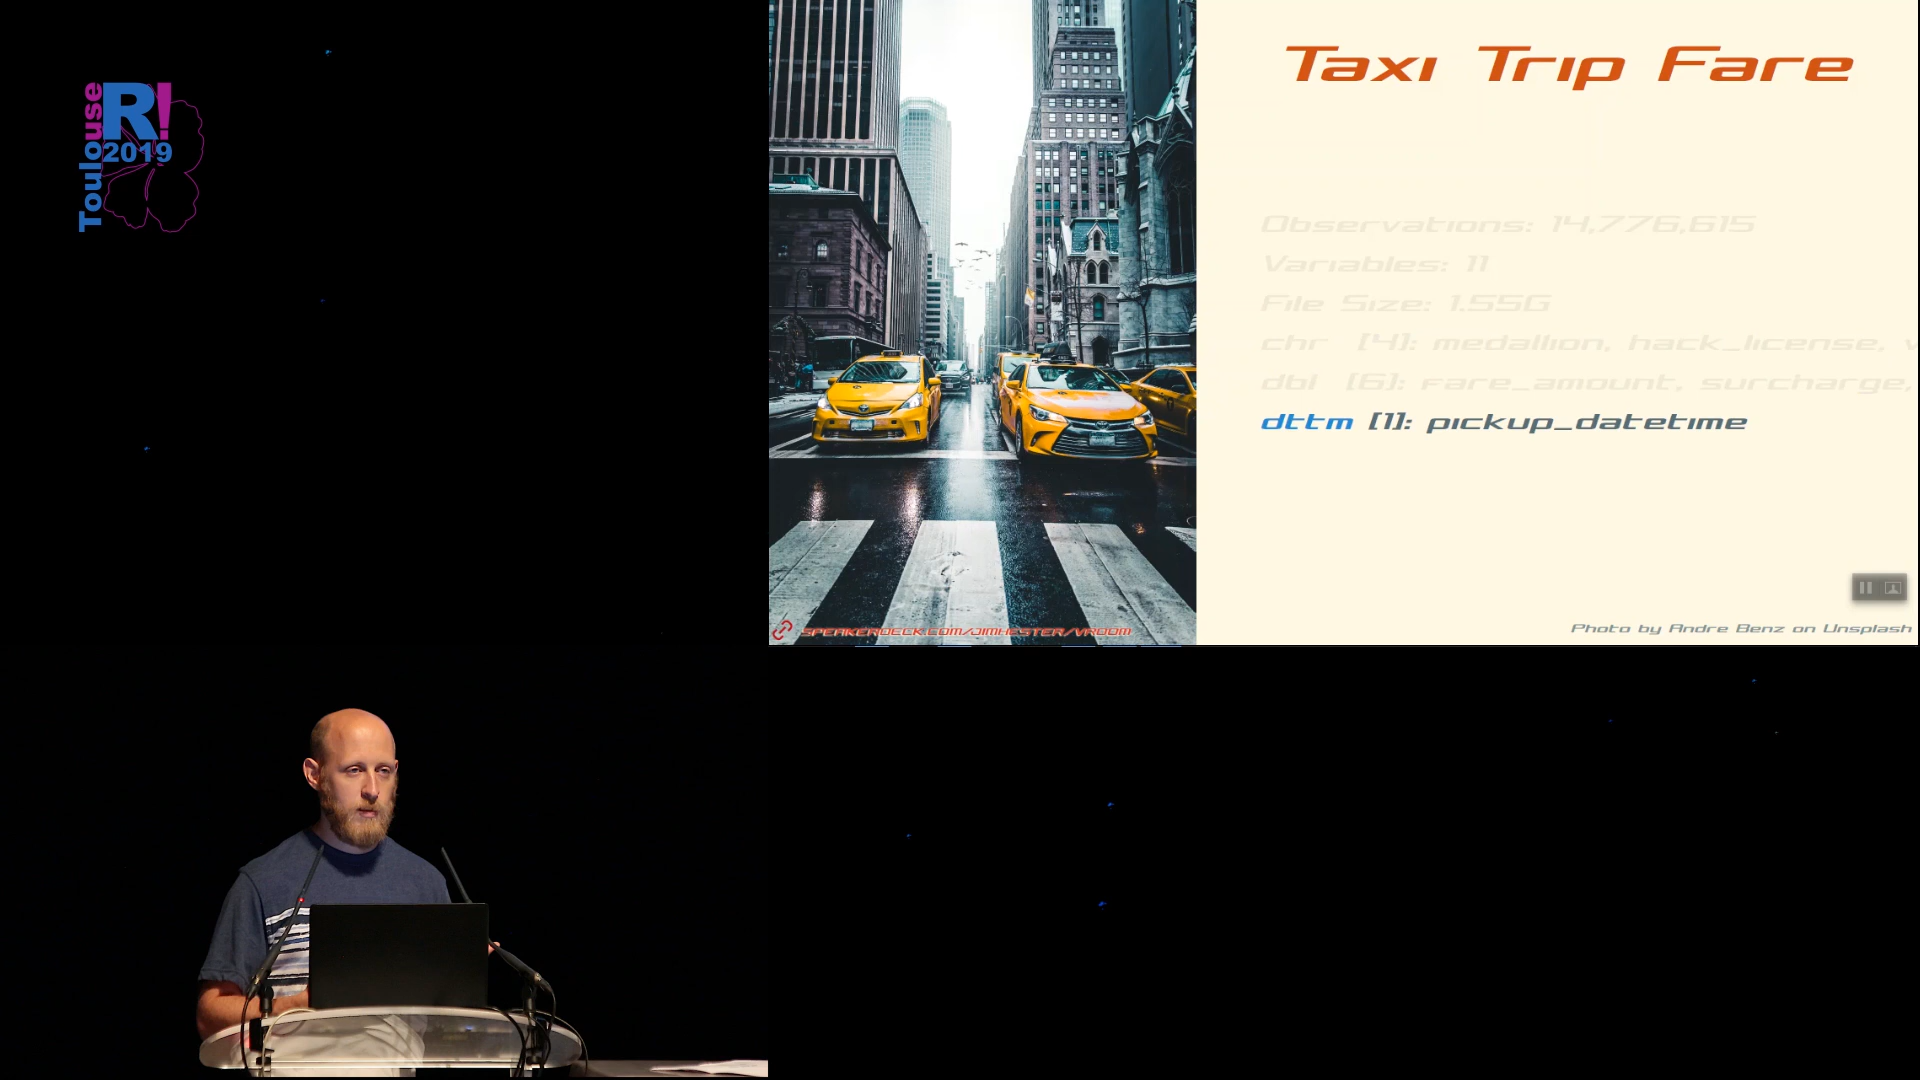 Toulouse
R!
2019
Taxi Trip Fare
Observations: 14,776,615
Variables: 11
File Size: 1.55G
chr [4]: medallion, hack_license, v
dbl [6]: fare_amount, surcharge,
dttm [1]: pickup_datetime
SPEAKERDECK.COM/JIMHESTER/VROOM
Photo by Andre Benz on Unsplash